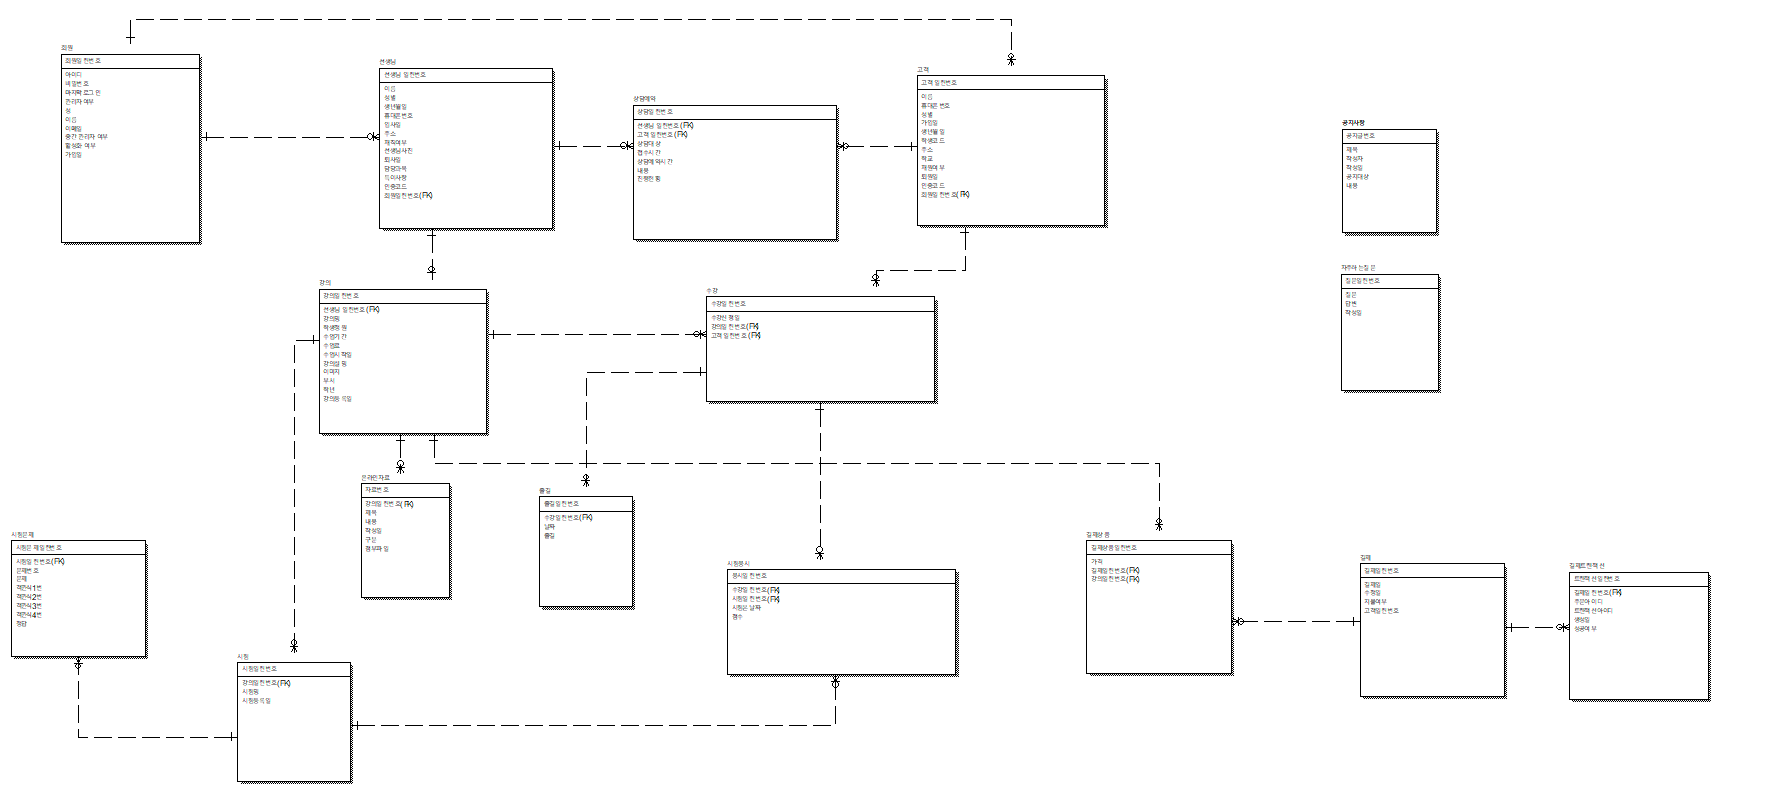 회원
회원일련번호
아이디
비밀번호
마지막 로그인
관리자 여부
성
이름
이메일
중간 관리자 여부
활성화 여부
가입일
선생님
선생님 일련번호
이름
성별
생년월일
휴대폰번호
입사일
주소
재직여부
선생님사진
퇴사일
담당과목
특이사항
인증코드
회원일련번호(FK)
상담예약
상담일련번호
선생님 일련번호(FK)
고객 일련번호(FK)
상담대상
접수시간
상담예약시간
내용
진행현황
고객
고객 일련번호
이름
휴대폰 번호
성별
가입일
생년월일
학생코드
주소
학교
재원여부
퇴원일
인증코드
회원일련번호(FK)
공지사항
공지글번호
제목
작성자
작성일
공지대상
내용
자주하는질문
질문일련번호
질문
답변
작성일
강의
강의일련번호
선생님 일련번호(FK)
강의명
학생정원
수업기간
수업료
수업시작일
강의설명
이미지
부서
학년
강의등록일
수강
수강일련번호
수강신청일
강의일련번호(FK)
고객 일련번호(FK)
온라인자료
자료번호
강의일련번호(FK)
제목
내용
작성일
구분
첨부파일
출결
출결일련번호
수강일련번호(FK)
날짜
출결
시험문제
시험문제일련번호
시험일련번호(FK)
문제번호
문제
객관식1번
객관식2번
객관식3번
객관식4번
정답
시험
시험일련번호
강의일련번호(FK)
시험명
시험등록일
시험응시
응시일련번호
수강일련번호(FK)
시험일련번호(FK)
시험본 날짜
점수
결제상품
결제상품일련번호
가격
결제일련번호(FK)
강의일련번호(FK)
결제
결제일련번호
결제일
수정일
지불여부
고객일련번호
결제트랜잭션
트랜잭션일련번호
결제일련번호(FK)
주문아이디
트랜잭션아이디
생성일
성공여부